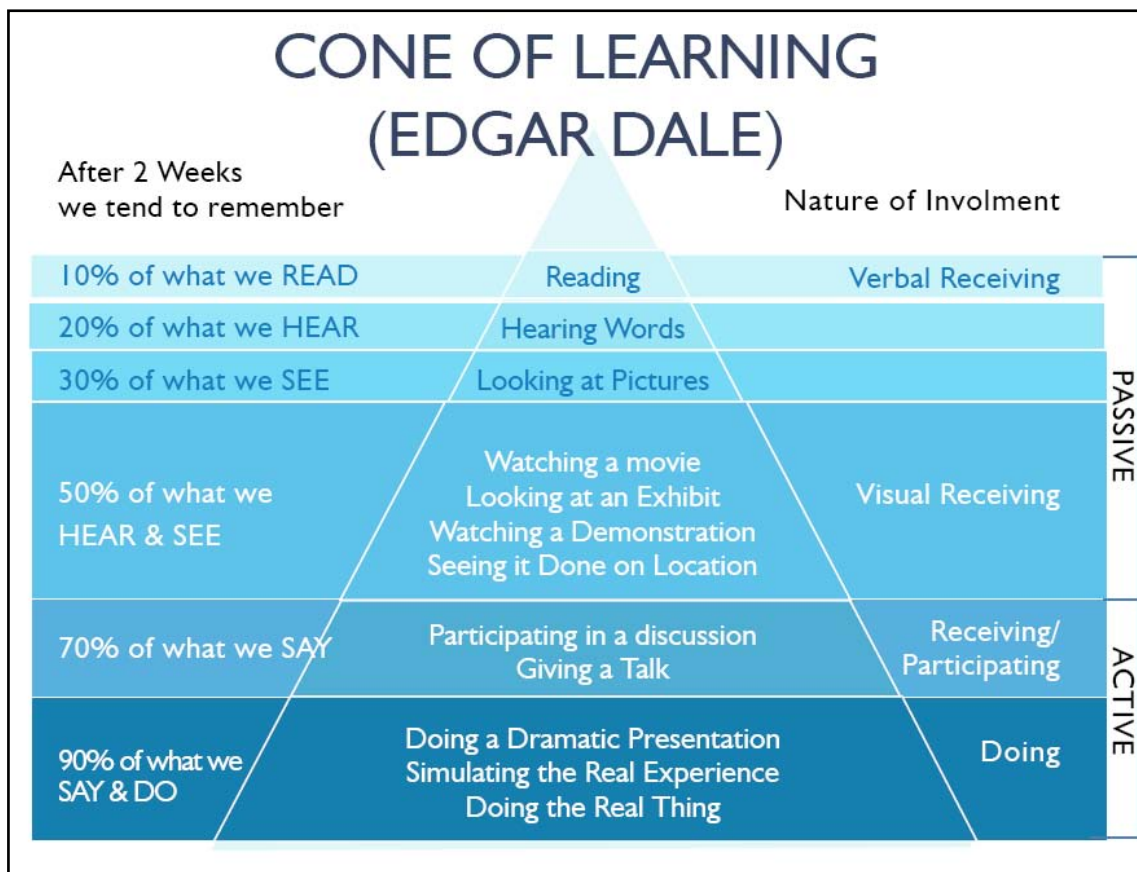 CONE OF LEARNING
(EDGAR DALE)
After 2 Weeks
we tend to remember
Nature of Involment
10% of what we READ
Reading
Verbal Receiving
20% of what we HEAR
Hearing Words
30% of what we SEE
Looking at Pictures
50% of what we
HEAR & SEE
Watching a movie
Looking at an Exhibit
Watching a Demonstration
Seeing it Done on Location
Visual Receiving
PASSIVE
70% of what we SAY
Participating in a discussion
Giving a Talk
Receiving/
Participating
90% of what we
SAY & DO
Doing a Dramatic Presentation
Simulating the Real Experience
Doing the Real Thing
Doing
ACTIVE